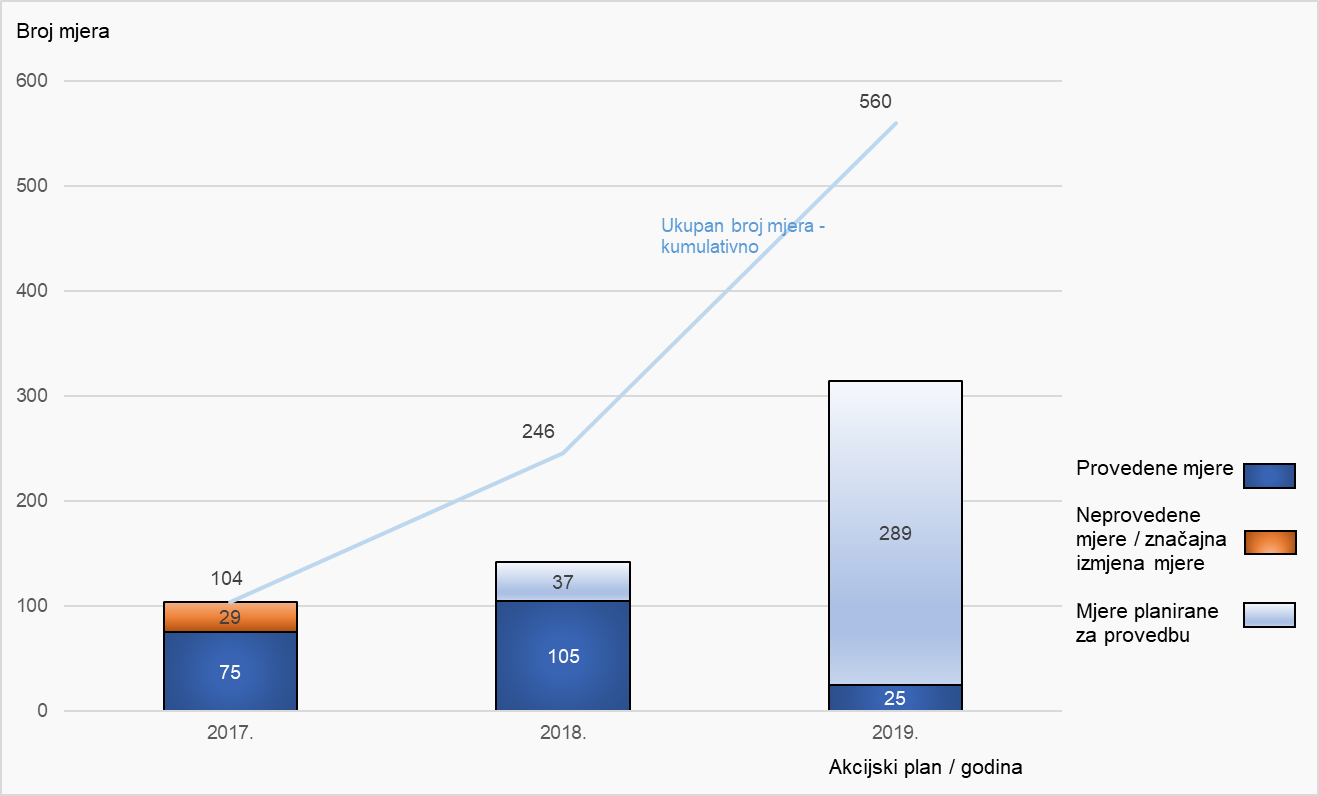 Broj mjera
600
560
500
Ukupan broj mjera -
kumulativno
400
300
246
Provedene mjere
200
Neprovedene
mjere / značajna
izmjena mjere
289
104
37
100
29
Mjere planirane
za provedbu
75
105
25
0
2017.
2018.
2019.
Akcijski plan / godina